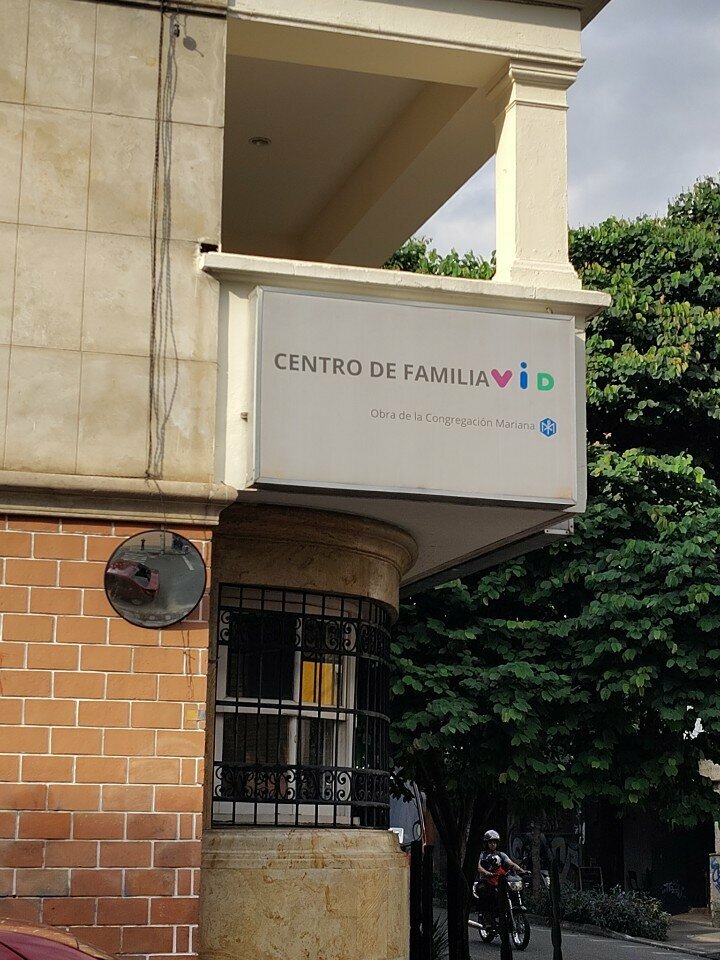 CENTRO DE FAMILIA ViD
Obra de la Congregación Mariana